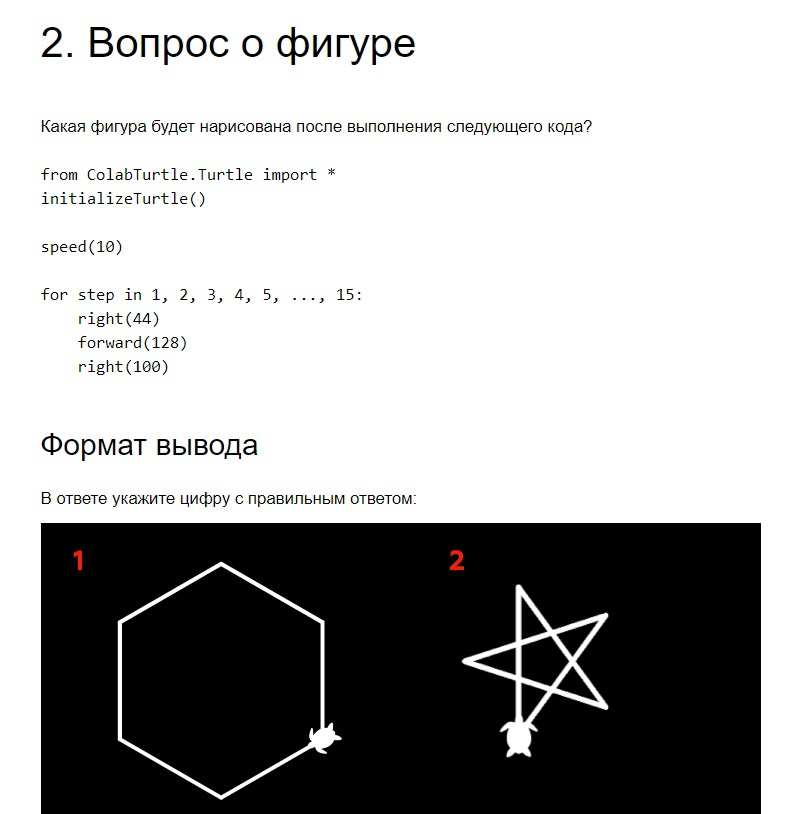 2. Вопрос о фигуре
Какая фигура будет нарисована после выполнения следующего кода?
from ColabTurtle.Turtle import *
initializeTurtle()
speed(10)
for step in 1, 2, 3, 4, 5, ..., 15:
    right(44)
    forward(128)
    right(100)
Формат вывода
В ответе укажите цифру с правильным ответом:
1 2